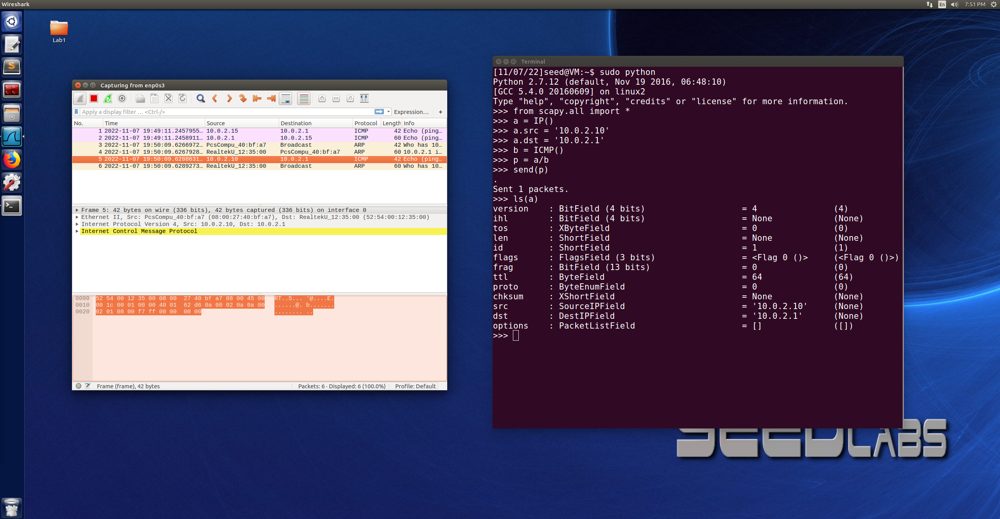 Wireshark
En
7:51 PM
Lab1
Capturing from enp0s3
Apply a display filter … <Ctrl-/>
Expression…
+
No. Time Source Destination Protocol Length Info
1 2022-11-07 19:49:11.2457955… 10.0.2.15 10.0.2.1 ICMP 42 Echo (ping…
2 2022-11-07 19:49:11.2458911… 10.0.2.1 10.0.2.15 ICMP 60 Echo (ping…
3 2022-11-07 19:50:09.6266972… PcsCompu_40:bf:a7 Broadcast ARP 42 Who has 10…
4 2022-11-07 19:50:09.6267928… RealtekU_12:35:00 PcsCompu_40:bf:a7 ARP 60 10.0.2.1 i…
5 2022-11-07 19:50:09.6288631… 10.0.2.10 10.0.2.1 ICMP 42 Echo (ping…
6 2022-11-07 19:50:09.6289273… RealtekU_12:35:00 Broadcast ARP 60 Who has 10…
Frame 5: 42 bytes on wire (336 bits), 42 bytes captured (336 bits) on interface 0
Ethernet II, Src: PcsCompu_40:bf:a7 (08:00:27:40:bf:a7), Dst: RealtekU_12:35:00 (52:54:00:12:35:00)
Internet Protocol Version 4, Src: 10.0.2.10, Dst: 10.0.2.1
Internet Control Message Protocol
0000 52 54 00 12 35 00 08 00 27 40 bf a7 08 00 45 00 RT..5... '@....E.
0010 00 1c 00 01 00 00 40 01 62 d6 0a 00 02 0a 0a 00 ......@. b.......
0020 02 01 08 00 f7 ff 00 00 00 00 ........ ..
Frame (frame), 42 bytes
Packets: 6 · Displayed: 6 (100.0%)
Profile: Default
Terminal
[11/07/22]seed@VM:~$ sudo python
Python 2.7.12 (default, Nov 19 2016, 06:48:10)
[GCC 5.4.0 20160609] on linux2
Type "help", "copyright", "credits" or "license" for more information.
>>> from scapy.all import *
>>> a = IP()
>>> a.src = '10.0.2.10'
>>> a.dst = '10.0.2.1'
>>> b = ICMP()
>>> p = a/b
>>> send(p)
.
Sent 1 packets.
>>> ls(a)
version : BitField (4 bits) = 4 (4)
ihl : BitField (4 bits) = None (None)
tos : XByteField = 0 (0)
len : ShortField = None (None)
id : ShortField = 1 (1)
flags : FlagsField (3 bits) = <Flag 0 ()> (<Flag 0 ()>)
frag : BitField (13 bits) = 0 (0)
ttl : ByteField = 64 (64)
proto : ByteEnumField = 0 (0)
chksum : XShortField = None (None)
src : SourceIPField = '10.0.2.10' (None)
dst : DestIPField = '10.0.2.1' (None)
options : PacketListField = [] ([])
>>>
SEEDLABS